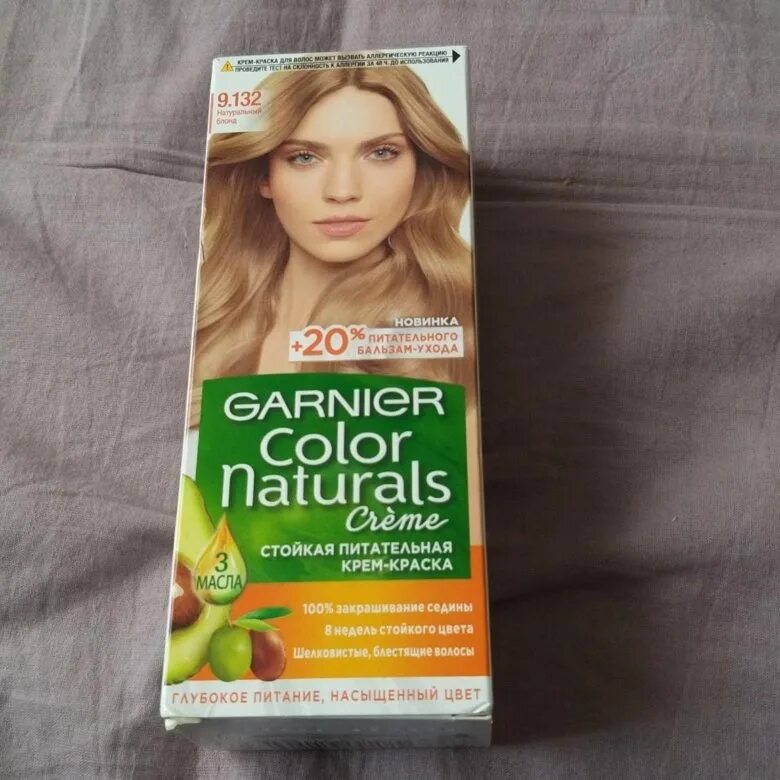 КРЕМ-КРАСКА ДЛЯ ВОЛОС МОЖЕТ ВЫЗВАТЬ АЛЛЕРГИЧЕСКУЮ РЕАКЦИЮ
ПРОВЕДИТЕ ТЕСТ НА СКЛОННОСТЬ К АЛЛЕРГИИ ЗА 48 Ч. ДО ИСПОЛЬЗОВАНИЯ
9.132
Натуральный
блонд
НОВИНКА
+20% ПИТАТЕЛЬНОГО
БАЛЬЗАМ-УХОДА
GARNIER
Color
Naturals
Crème
СТОЙКАЯ ПИТАТЕЛЬНАЯ
КРЕМ-КРАСКА
3
МАСЛА
100% закрашивание седины
8 недель стойкого цвета
Шелковистые, блестящие волосы
ГЛУБОКОЕ ПИТАНИЕ, НАСЫЩЕННЫЙ ЦВЕТ